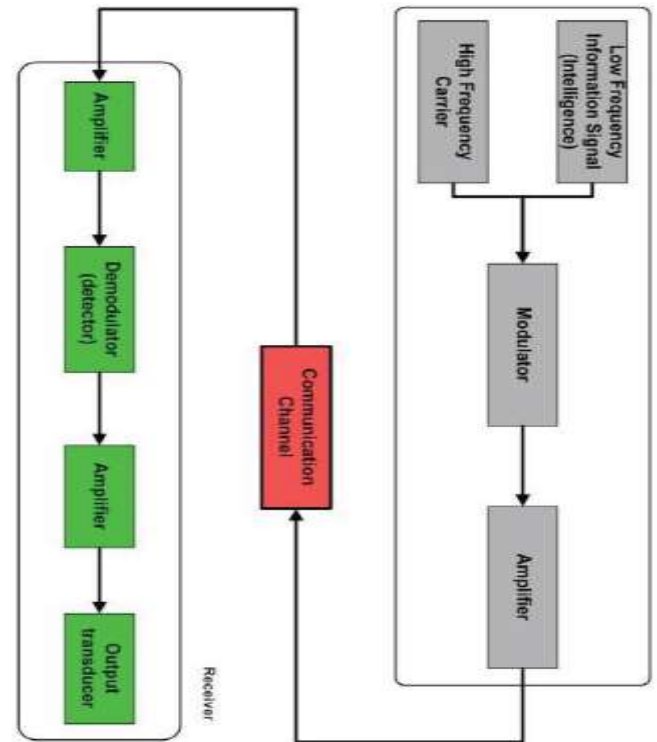 Low Frequency
Information Signal
(Intelligence)
High Frequency
Carrier
Modulator
Amplifier
Communication
Channel
Amplifier
Demodulator
(detector)
Amplifier
Output
transducer
Receiver